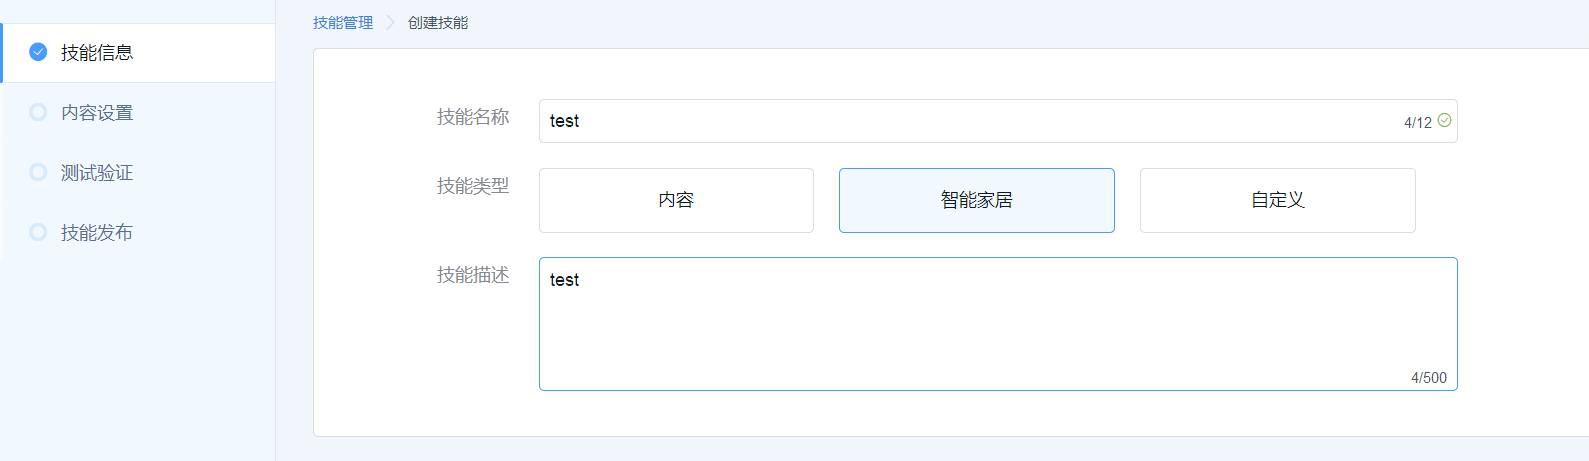 技能信息
内容设置
测试验证
技能发布
技能管理 创建技能
技能名称 test 4/12
技能类型 内容 智能家居 自定义
技能描述 test
4/500